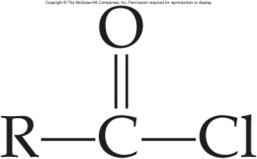 Copyright © The McGraw-Hill Companies, Inc. Permission required for reproduction or display.
O
R C Cl